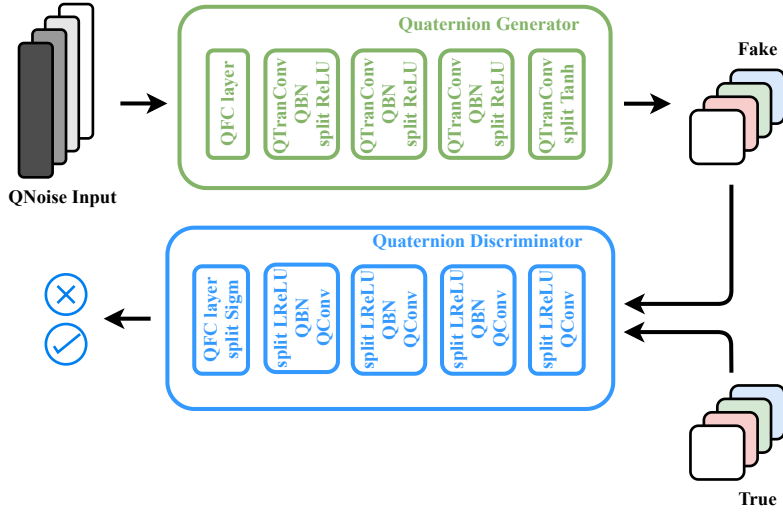 Quaternion Generator
QFC layer
QTranConv
QBN
split ReLU
QTranConv
QBN
split ReLU
QTranConv
QBN
split ReLU
QTranConv
split Tanh
Fake
QNoise Input
Quaternion Discriminator
QFC layer
split Sigm
split LReLU
QBN
QConv
split LReLU
QBN
QConv
split LReLU
QBN
QConv
split LReLU
QConv
True